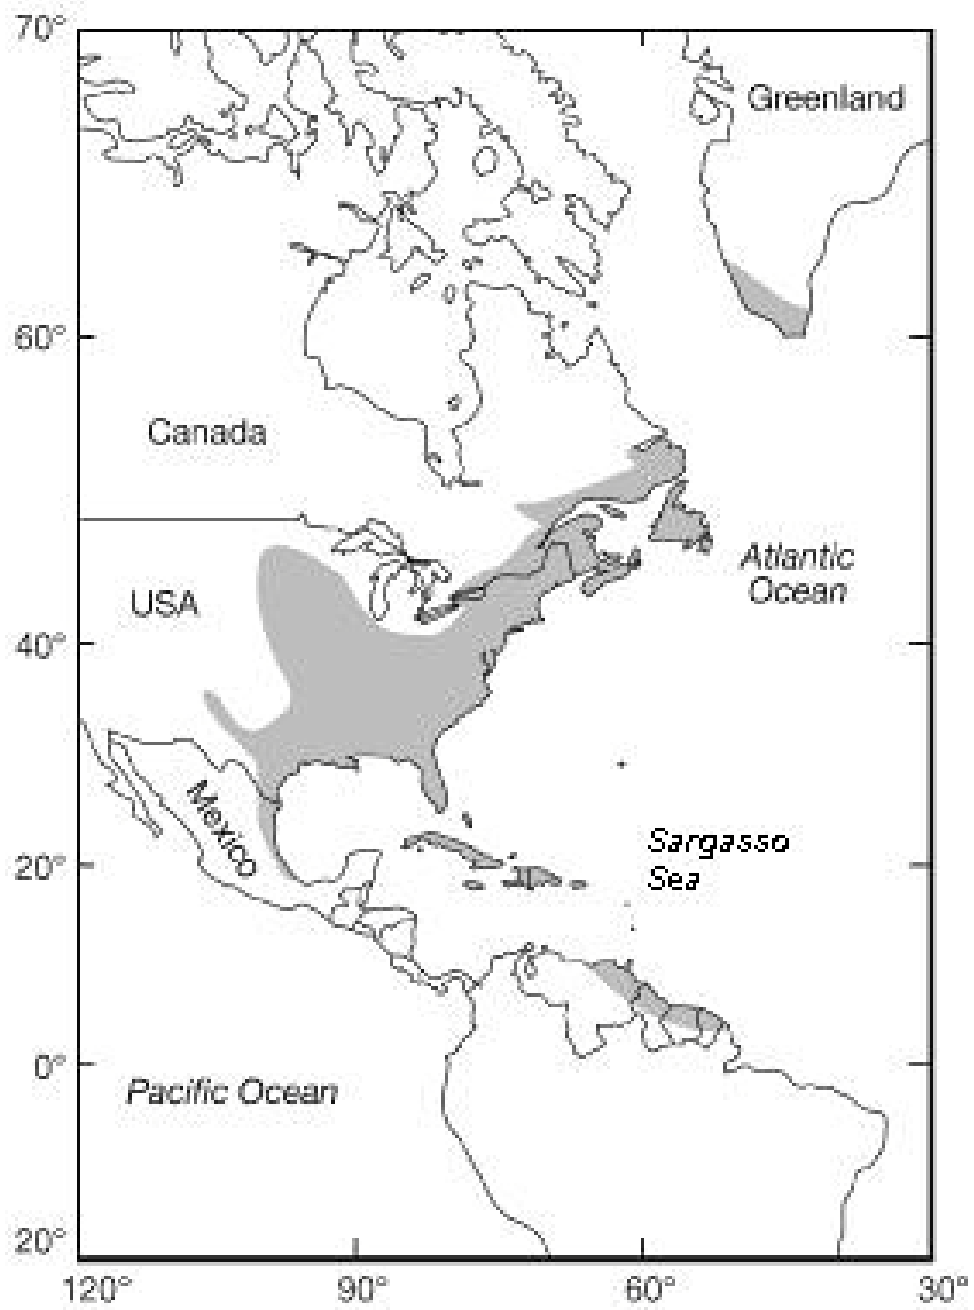 70°
Greenland
60°
Canada
Atlantic
Ocean
USA
40°
Mexico
Sargasso
Sea
20°
0°
Pacific Ocean
20°
120°
90°
60°
30°